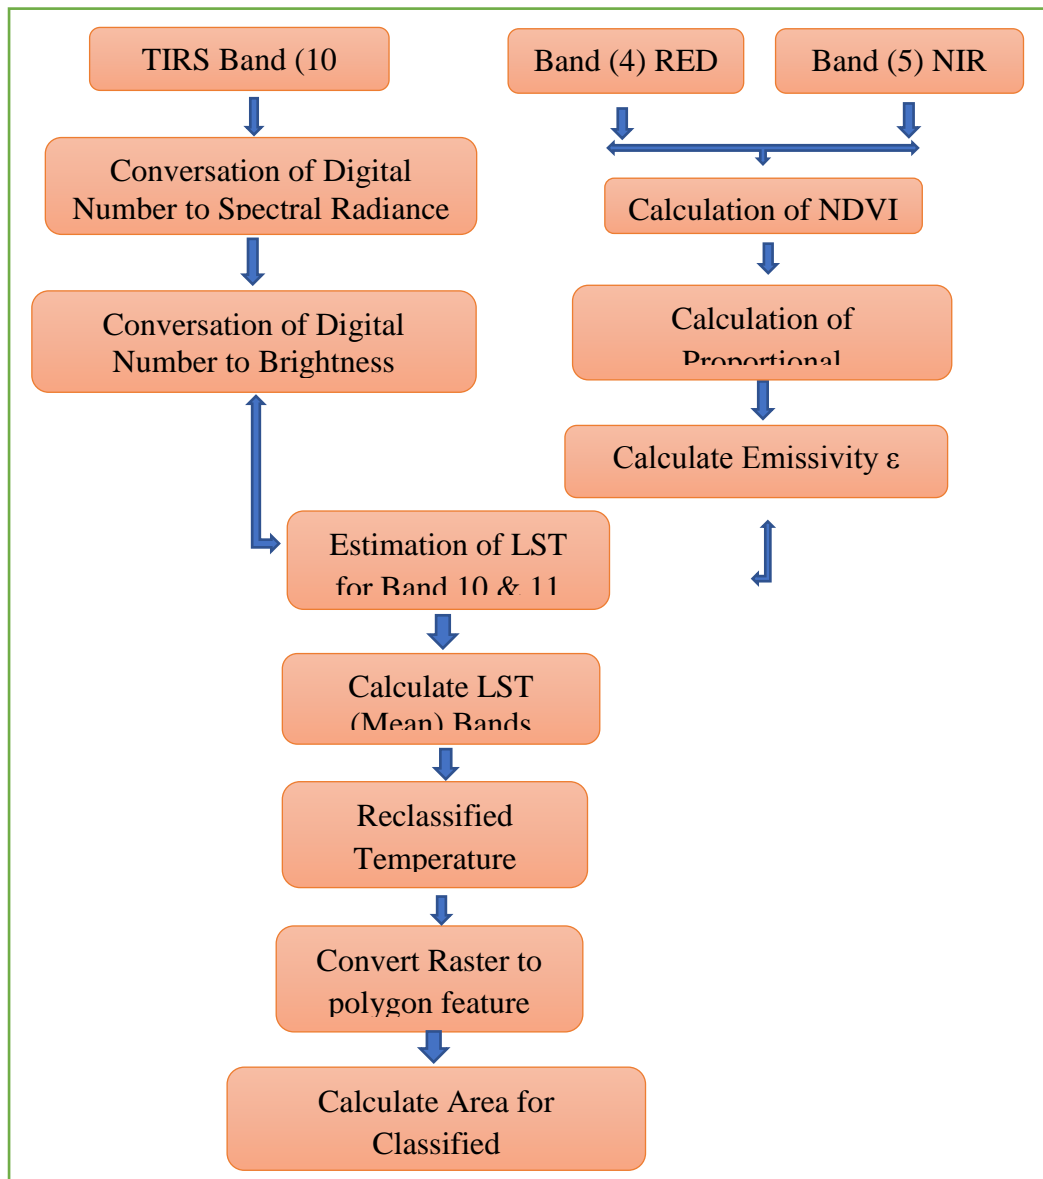 TIRS Band (10
Band (4) RED
Band (5) NIR
Conversation of Digital
Number to Spectral Radiance
Calculation of NDVI
Conversation of Digital
Number to Brightness
Calculation of
Proportional
Calculate Emissivity ε
Estimation of LST
for Band 10 & 11
Calculate LST
(Mean) Bands
Reclassified
Temperature
Convert Raster to
polygon feature
Calculate Area for
Classified